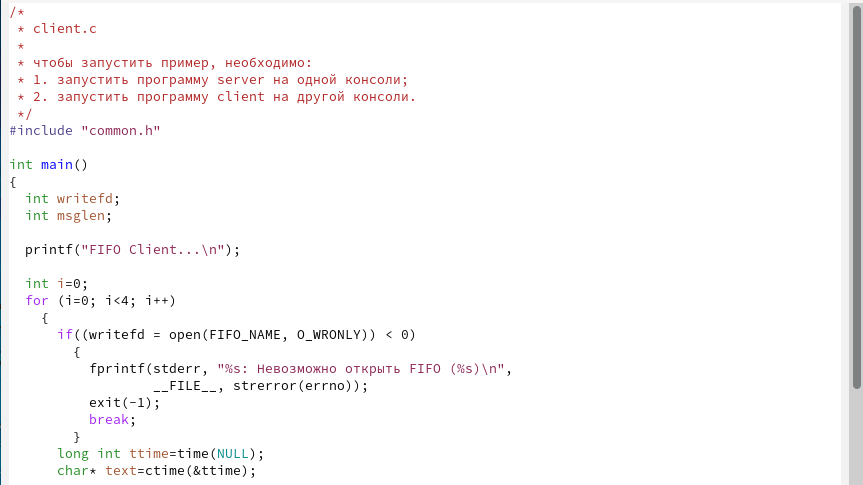 /*
 * client.c
 *
 * чтобы запустить пример, необходимо:
 * 1. запустить программу server на одной консоли;
 * 2. запустить программу client на другой консоли.
 */
#include "common.h"

int main()
{
  int writefd;
  int msglen;

  printf("FIFO Client...\n");

  int i=0;
  for (i=0; i<4; i++)
    {
      if((writefd = open(FIFO_NAME, O_WRONLY)) < 0)
        {
          fprintf(stderr, "%s: Невозможно открыть FIFO (%s)\n",
                  __FILE__, strerror(errno));
          exit(-1);
          break;
        }
      long int ttime=time(NULL);
      char* text=ctime(&ttime);